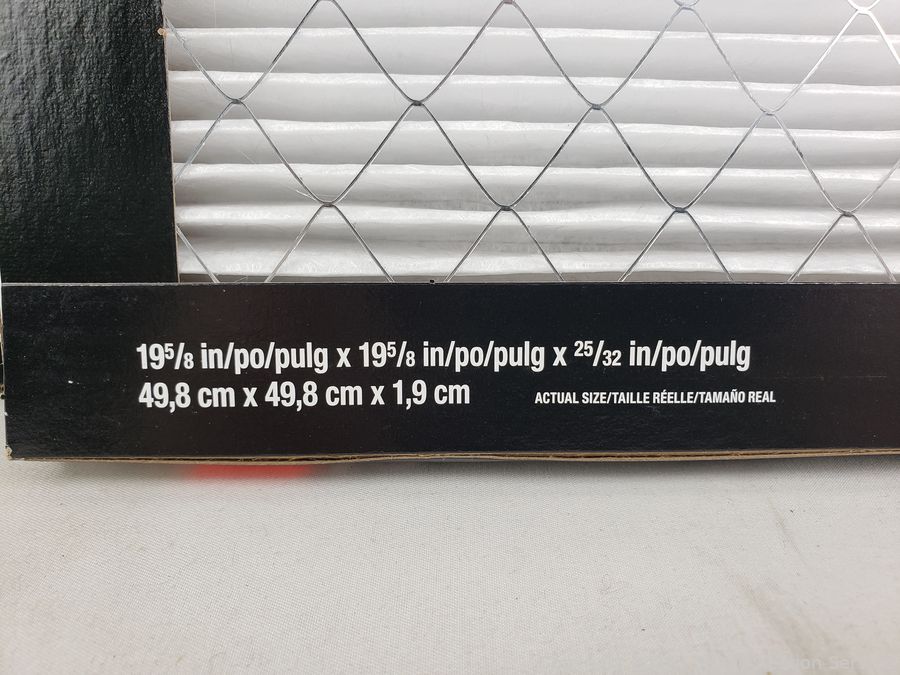 19⁵/₈ in/po/pulg x 19⁵/₈ in/po/pulg x ²⁵/₃₂ in/po/pulg
49,8 cm x 49,8 cm x 1,9 cm
ACTUAL SIZE/TAILLE RÉELLE/TAMAÑO REAL